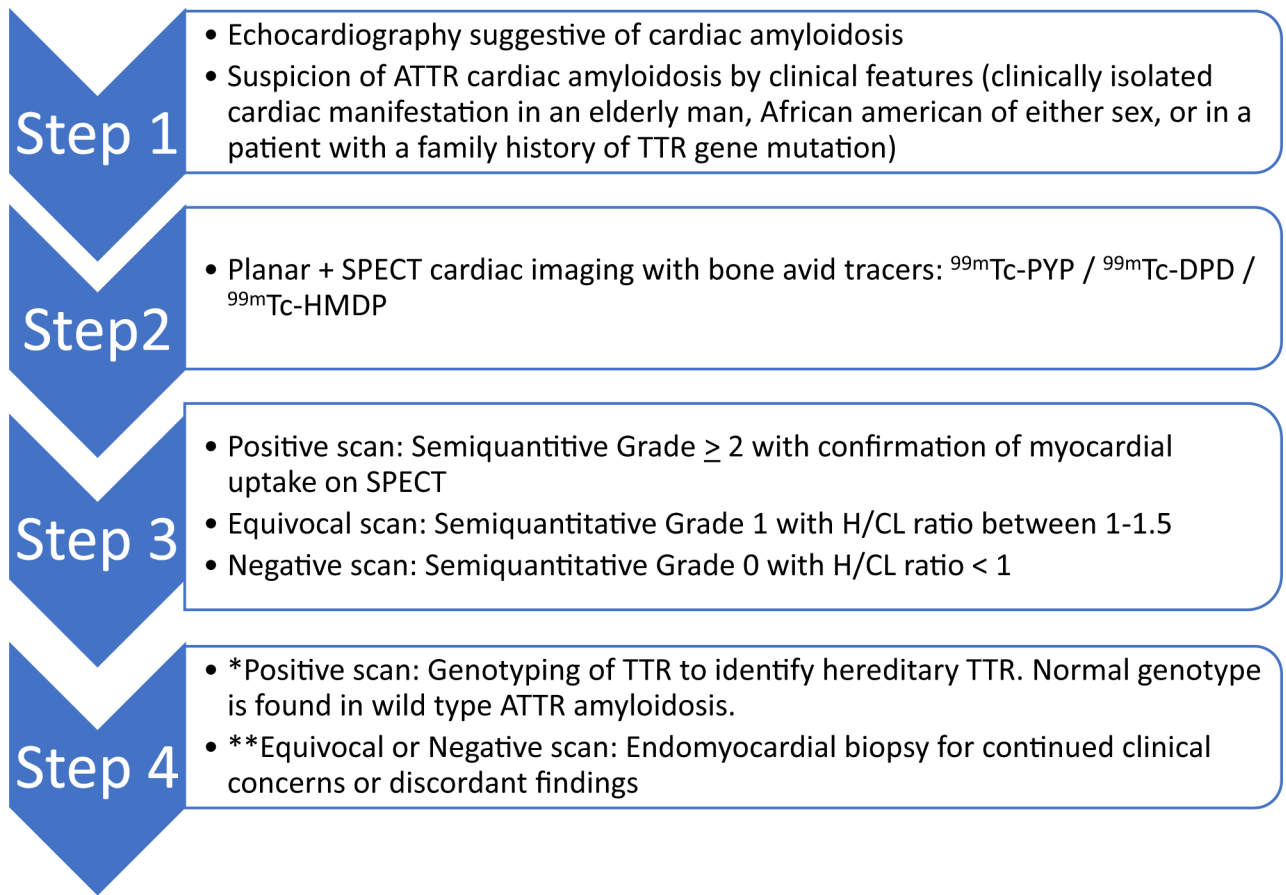 Step 1
• Echocardiography suggestive of cardiac amyloidosis
• Suspicion of ATTR cardiac amyloidosis by clinical features (clinically isolated
cardiac manifestation in an elderly man, African american of either sex, or in a
patient with a family history of TTR gene mutation)
Step2
• Planar + SPECT cardiac imaging with bone avid tracers: ⁹⁹ᵐTc-PYP / ⁹⁹ᵐTc-DPD /
⁹⁹ᵐTc-HMDP
Step 3
• Positive scan: Semiquantitive Grade ≥ 2 with confirmation of myocardial
uptake on SPECT
• Equivocal scan: Semiquantitative Grade 1 with H/CL ratio between 1-1.5
• Negative scan: Semiquantitative Grade 0 with H/CL ratio < 1
Step 4
• *Positive scan: Genotyping of TTR to identify hereditary TTR. Normal genotype
is found in wild type ATTR amyloidosis.
• **Equivocal or Negative scan: Endomyocardial biopsy for continued clinical
concerns or discordant findings